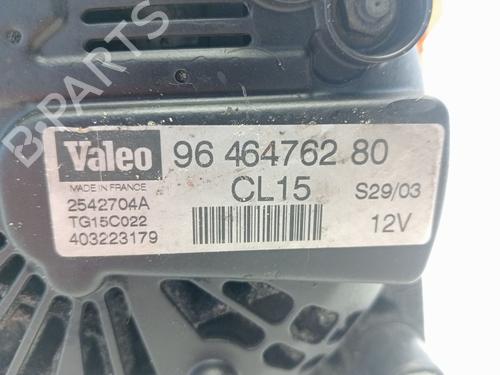 B-PARTS
Valeo 96 464762 80
MADE IN FRANCE CL15 S29/03
2542704A
TG15C022 12V
403223179